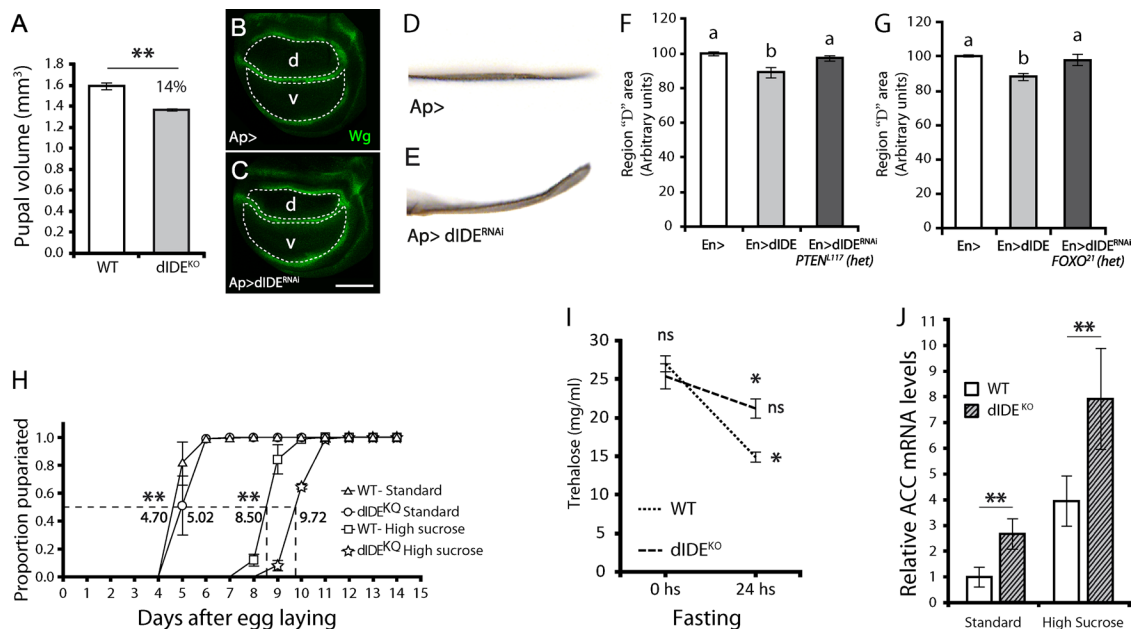 A
**
14%
Pupal volume (mm³)
1.8
1.6
1.4
1.2
1.0
0.8
0.6
0.4
0.2
0.0
WT
dIDEᴷᴼ
B
d
v
Ap>
Wg
C
d
v
Ap>dIDEᴿᴺᴬⁱ
D
Ap>
E
Ap> dIDEᴿᴺᴬⁱ
F
Region "D" area
(Arbitrary units)
120
100
80
60
40
20
0
a
b
a
En>
En>dIDE
En>dIDEᴿᴺᴬⁱ
PTENᴸ¹¹⁷ (het)
G
Region "D" area
(Arbitrary units)
120
100
80
60
40
20
0
a
b
a
En>
En>dIDE
En>dIDEᴿᴺᴬⁱ
FOXO²¹ (het)
H
Proportion pupariated
1.0
0.8
0.6
0.4
0.2
0.0
**
4.70
5.02
**
8.50
9.72
WT- Standard
dIDEᴷᴼ Standard
WT- High sucrose
dIDEᴷᴼ High sucrose
0 1 2 3 4 5 6 7 8 9 10 11 12 13 14 15
Days after egg laying
I
Trehalose (mg/ml)
30
25
20
15
10
5
0
ns
*
ns
*
WT
dIDEᴷᴼ
0 hs
24 hs
Fasting
J
Relative ACC mRNA levels
11
10
9
8
7
6
5
4
3
2
1
0
WT
dIDE ᴷᴼ
**
**
Standard
High Sucrose